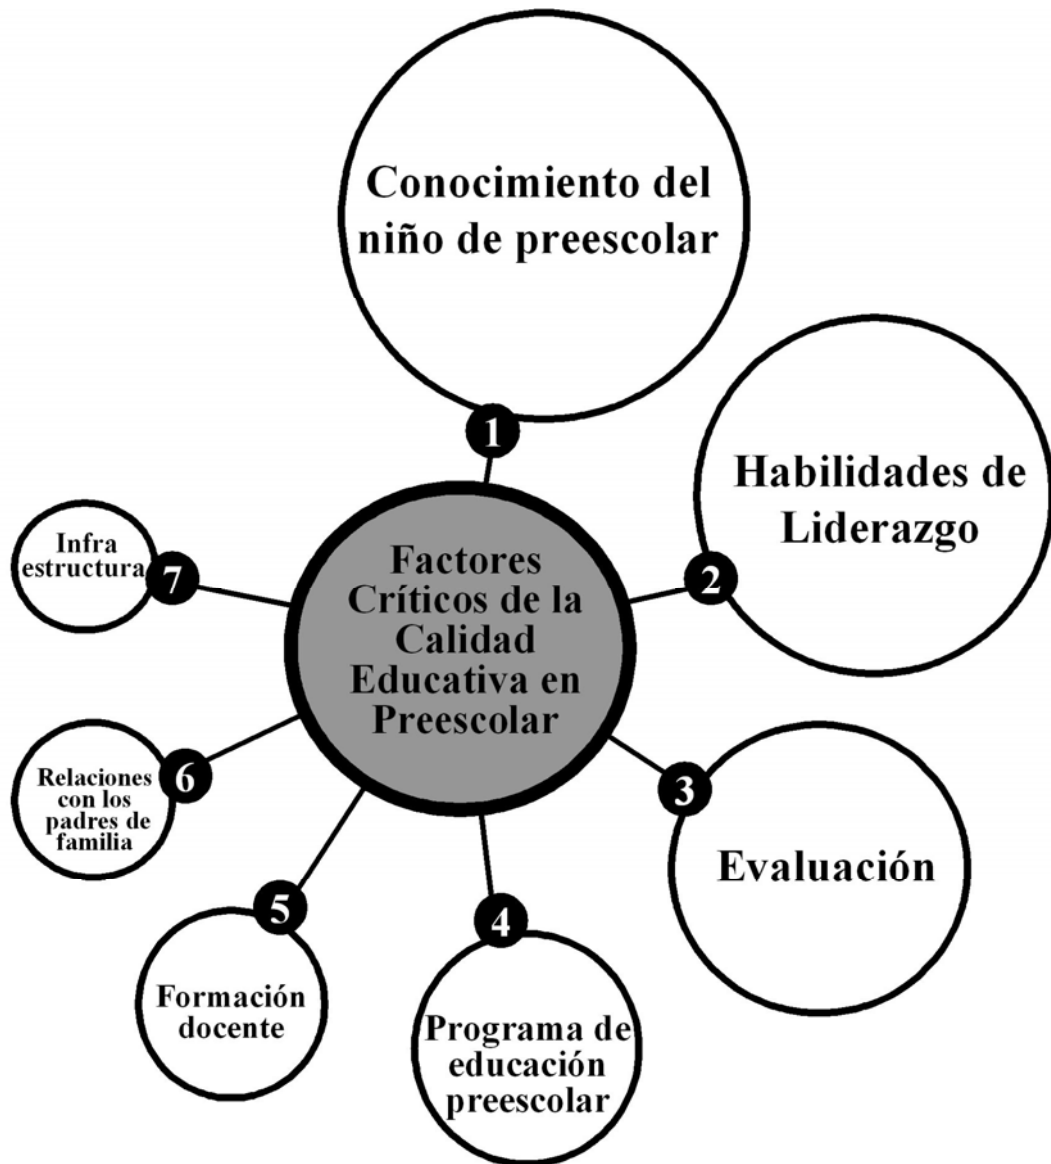 Conocimiento del
niño de preescolar
1
Habilidades de
Liderazgo
2
Infra
estructura
7
Factores
Críticos de la
Calidad
Educativa en
Preescolar
3
Evaluación
6
Relaciones
con los
padres de
familia
5
Formación
docente
4
Programa de
educación
preescolar